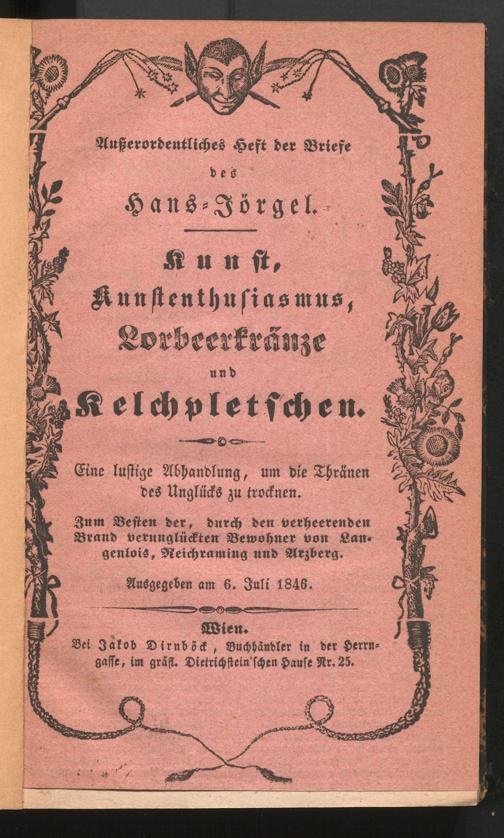 Außerordentliches Heft der Briefe
des
Hans-Jörgel.
Kunst,
Kunstenthusiasmus,
Lorbeerkränze
und
Kelchpletschen.
Eine lustige Abhandlung, um die Thränen
des Unglücks zu trocknen.
Zum Besten der, durch den verheerenden
Brand verunglückten Bewohner von Lan-
genlois, Reichraming und Arzberg.
Ausgegeben am 6. Juli 1846.
Wien.
Bei Jakob Dirnböck, Buchhändler in der Herrn-
gasse, im gräfl. Dietrichstein'schen Hause Nr. 25.